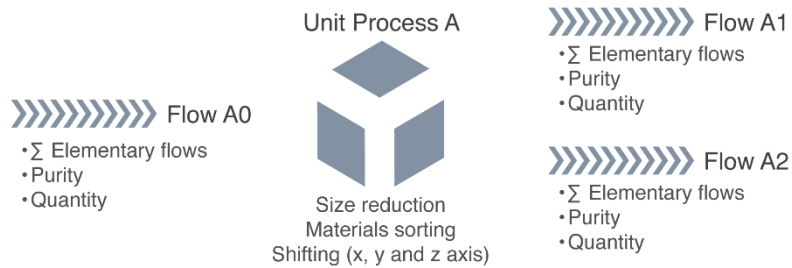 Flow A0
•∑ Elementary flows
•Purity
•Quantity
Unit Process A
Size reduction
Materials sorting
Shifting (x, y and z axis)
Flow A1
•∑ Elementary flows
•Purity
•Quantity
Flow A2
•∑ Elementary flows
•Purity
•Quantity